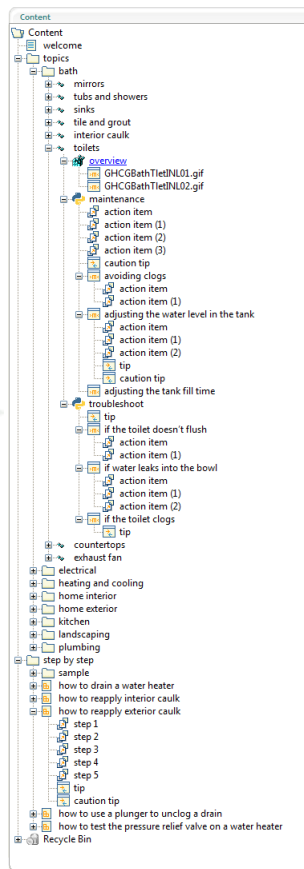 Content
Content
welcome
topics
bath
mirrors
tubs and showers
sinks
tile and grout
interior caulk
toilets
overview
GHCGBathTletINL01.gif
GHCGBathTletINL02.gif
maintenance
action item
action item (1)
action item (2)
action item (3)
caution tip
avoiding clogs
action item
action item (1)
adjusting the water level in the tank
action item
action item (1)
action item (2)
tip
caution tip
adjusting the tank fill time
troubleshoot
tip
if the toilet doesn't flush
action item
action item (1)
if water leaks into the bowl
action item
action item (1)
action item (2)
if the toilet clogs
tip
countertops
exhaust fan
electrical
heating and cooling
home interior
home exterior
kitchen
landscaping
plumbing
step by step
sample
how to drain a water heater
how to reapply interior caulk
how to reapply exterior caulk
step 1
step 2
step 3
step 4
step 5
tip
caution tip
how to use a plunger to unclog a drain
how to test the pressure relief valve on a water heater
Recycle Bin